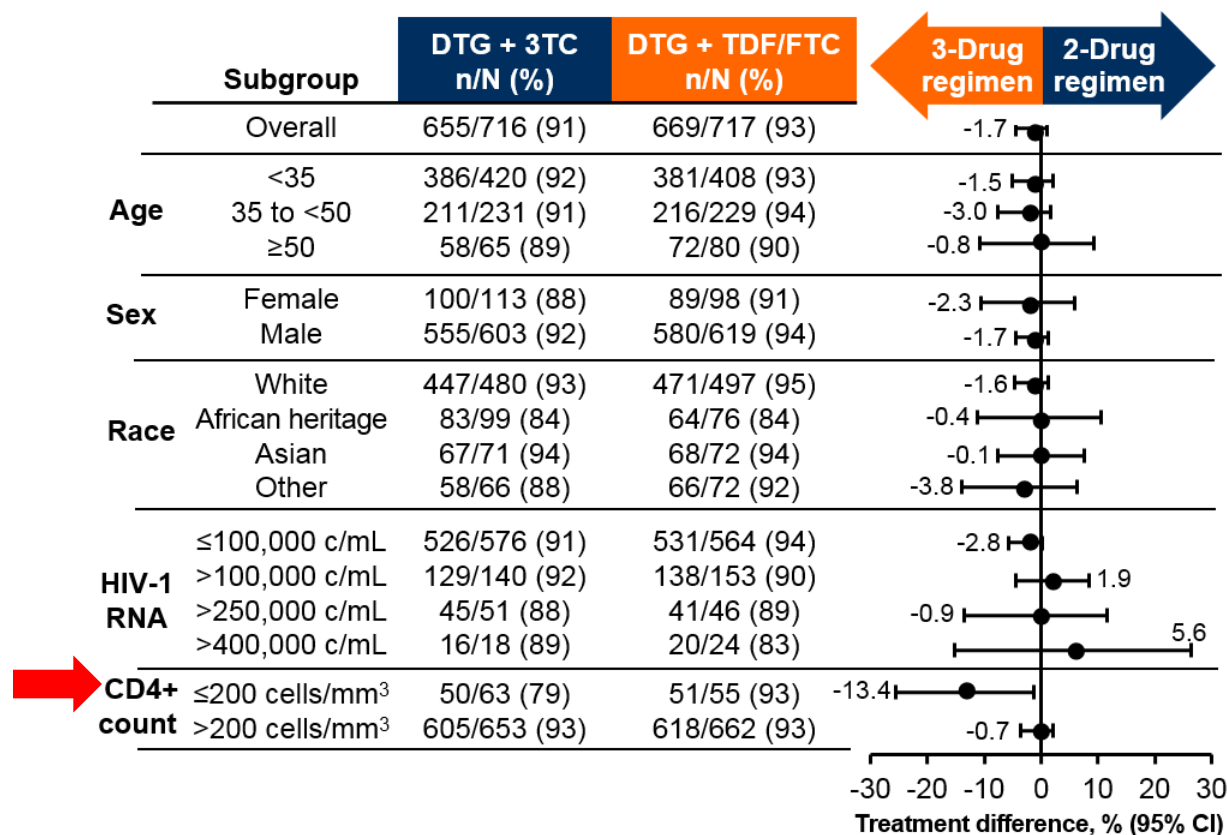 Subgroup DTG + 3TC n/N (%) DTG + TDF/FTC n/N (%) 3-Drug regimen 2-Drug regimen
Overall 655/716 (91) 669/717 (93) -1.7
Age
<35 386/420 (92) 381/408 (93) -1.5
35 to <50 211/231 (91) 216/229 (94) -3.0
≥50 58/65 (89) 72/80 (90) -0.8
Sex
Female 100/113 (88) 89/98 (91) -2.3
Male 555/603 (92) 580/619 (94) -1.7
Race
White 447/480 (93) 471/497 (95) -1.6
African heritage 83/99 (84) 64/76 (84) -0.4
Asian 67/71 (94) 68/72 (94) -0.1
Other 58/66 (88) 66/72 (92) -3.8
HIV-1 RNA
≤100,000 c/mL 526/576 (91) 531/564 (94) -2.8
>100,000 c/mL 129/140 (92) 138/153 (90) 1.9
>250,000 c/mL 45/51 (88) 41/46 (89) -0.9
>400,000 c/mL 16/18 (89) 20/24 (83) 5.6
CD4+ count
≤200 cells/mm³ 50/63 (79) 51/55 (93) -13.4
>200 cells/mm³ 605/653 (93) 618/662 (93) -0.7
-30 -20 -10 0 10 20 30
Treatment difference, % (95% CI)